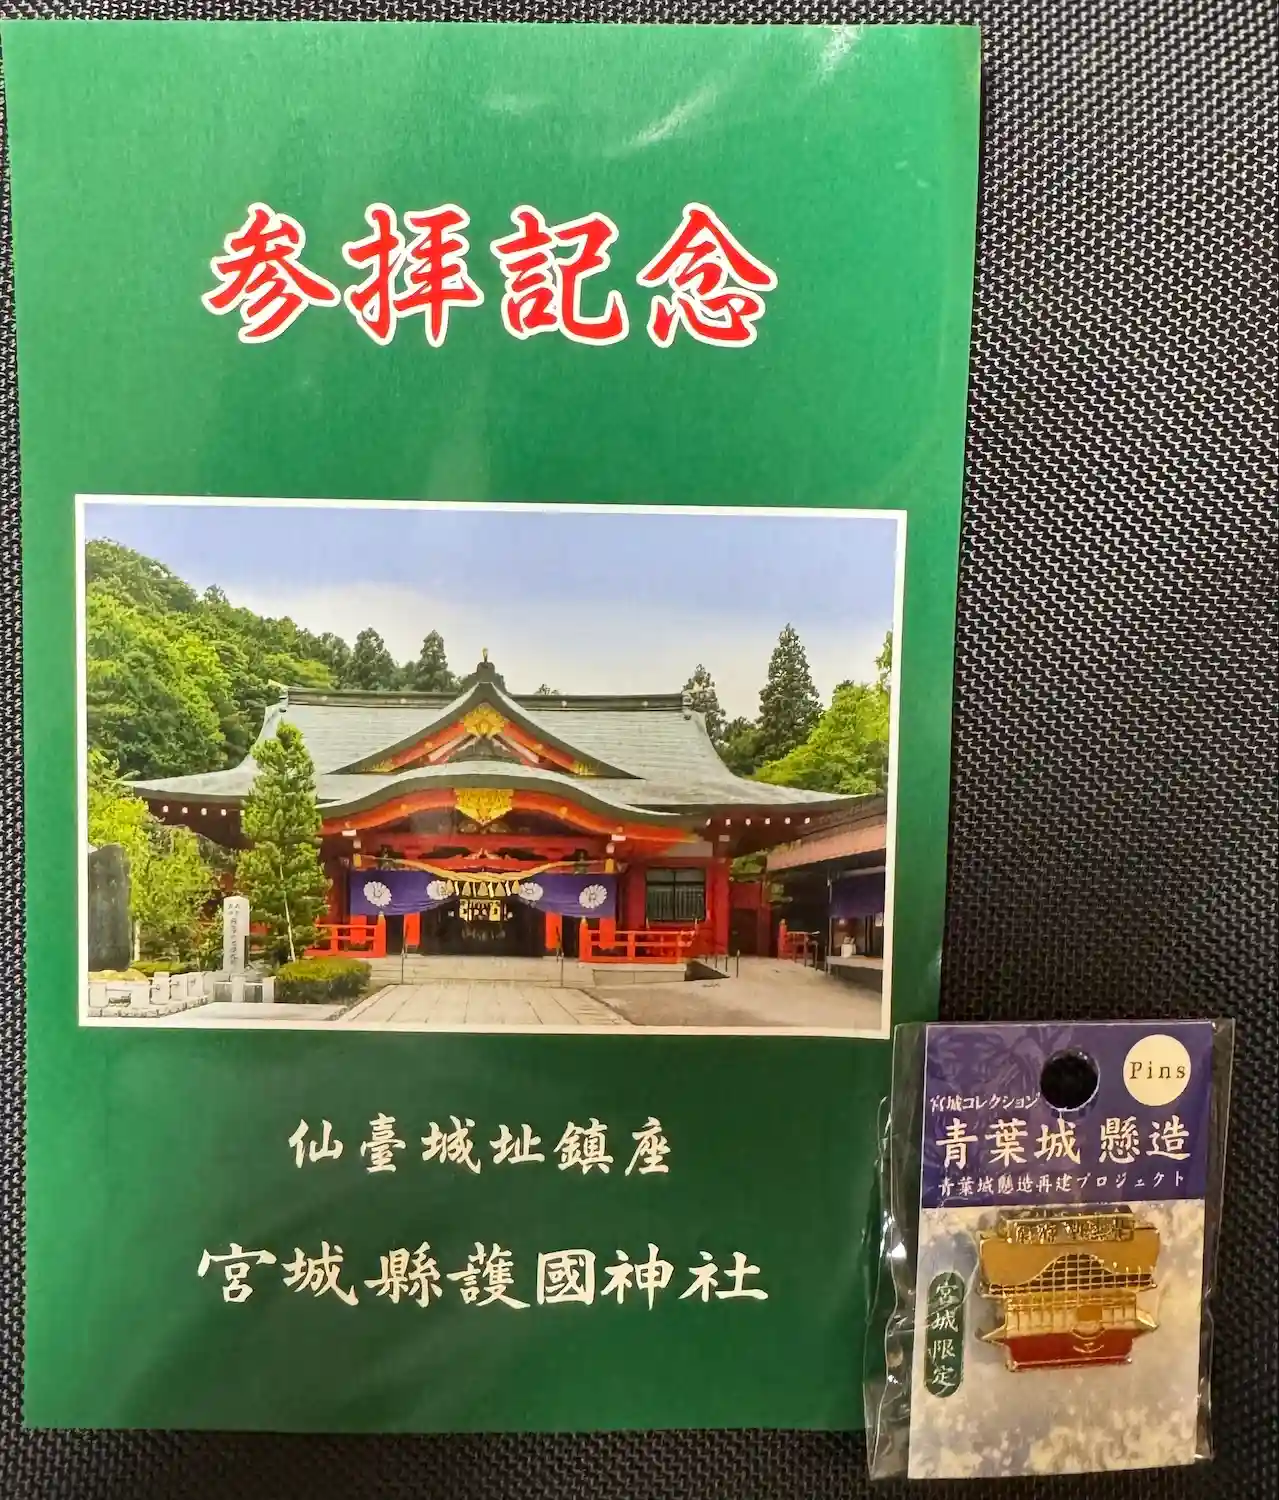 参拝記念
仙臺城址鎮座
宮城縣護國神社
Pins
宮城コレクション
青葉城 懸造
青葉城懸造再建プロジェクト
宮城限定